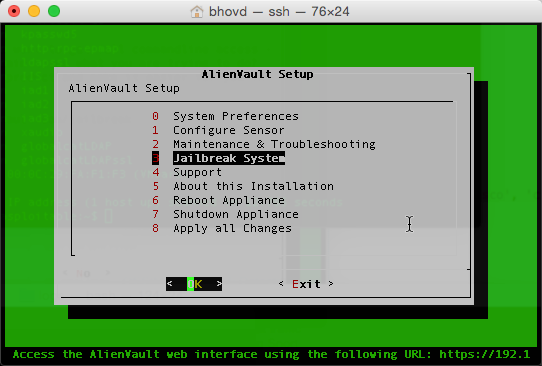 bhovd — ssh — 76×24
AlienVault Setup
AlienVault Setup
0 System Preferences
1 Configure Sensor
2 Maintenance & Troubleshooting
3 Jailbreak System
4 Support
5 About this Installation
6 Reboot Appliance
7 Shutdown Appliance
8 Apply all Changes
< OK > < Exit >
Access the AlienVault web interface using the following URL: https://192.1